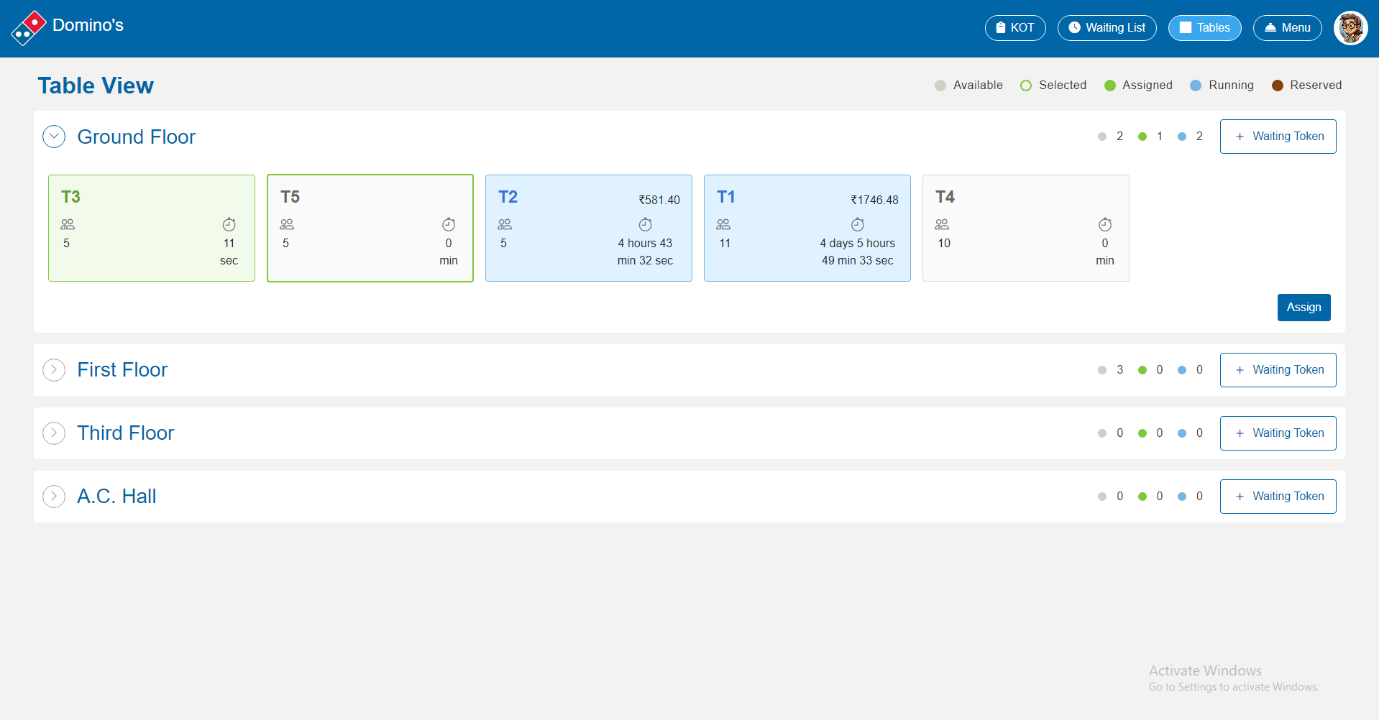 Domino's
KOT Waiting List Tables Menu
Table View
Available Selected Assigned Running Reserved
Ground Floor 2 1 2 + Waiting Token
T3 T5 T2 ₹581.40 T1 ₹1746.48 T4
5 11 5 0 5 4 hours 43 11 4 days 5 hours 10 0
sec min min 32 sec 49 min 33 sec min
Assign
First Floor 3 0 0 + Waiting Token
Third Floor 0 0 0 + Waiting Token
A.C. Hall 0 0 0 + Waiting Token
Activate Windows
Go to Settings to activate Windows.